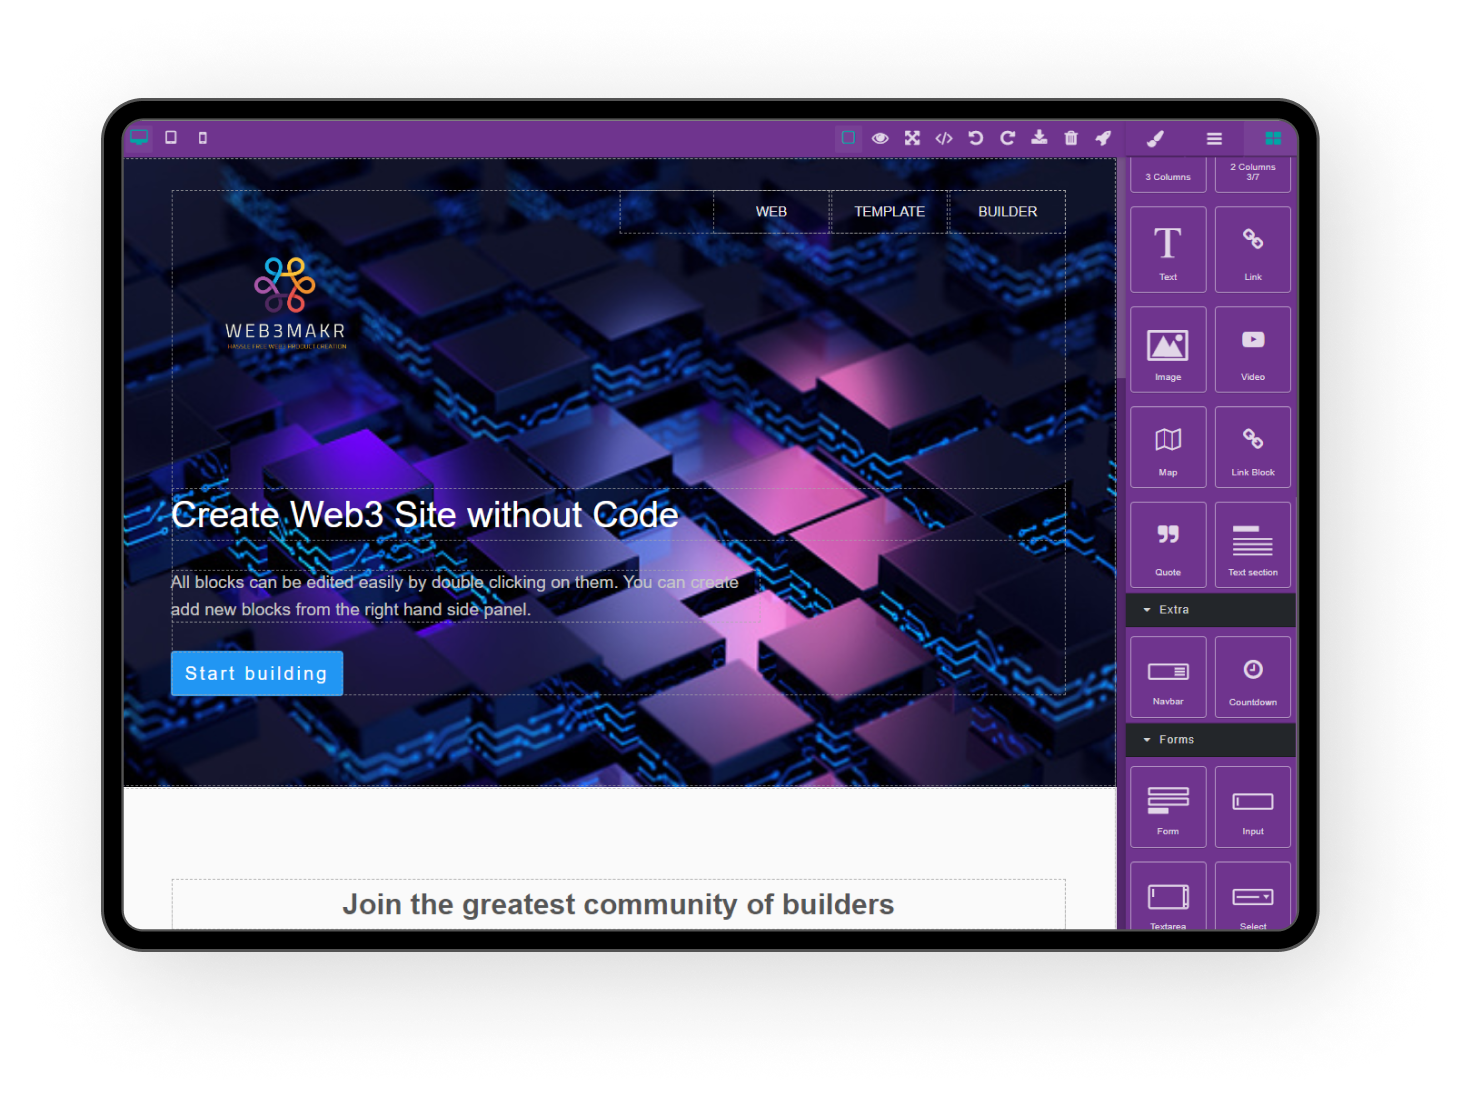 WEB
TEMPLATE
BUILDER
WEB3MAKR
HASSLE FREE WEB3 PRODUCT CREATION
Create Web3 Site without Code
All blocks can be edited easily by double clicking on them. You can create
add new blocks from the right hand side panel.
Start building
Join the greatest community of builders
3 Columns
2 Columns
3/7
Text
Link
Image
Video
Map
Link Block
Quote
Text section
Extra
Navbar
Countdown
Forms
Form
Input
Textarea
Select